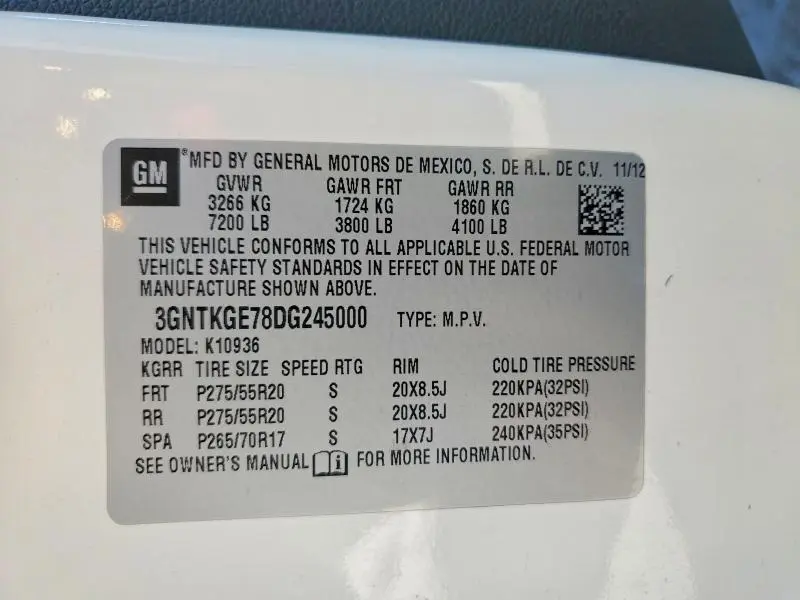 GM ® MFD BY GENERAL MOTORS DE MEXICO, S. DE R.L. DE C.V. 11/12
GVWR GAWR FRT GAWR RR
3266 KG 1724 KG 1860 KG
7200 LB 3800 LB 4100 LB
THIS VEHICLE CONFORMS TO ALL APPLICABLE U.S. FEDERAL MOTOR
VEHICLE SAFETY STANDARDS IN EFFECT ON THE DATE OF
MANUFACTURE SHOWN ABOVE.
3GNTKGE78DG245000 TYPE: M.P.V.
MODEL: K10936
KGRR TIRE SIZE SPEED RTG RIM COLD TIRE PRESSURE
FRT P275/55R20 S 20X8.5J 220KPA(32PSI)
RR P275/55R20 S 20X8.5J 220KPA(32PSI)
SPA P265/70R17 S 17X7J 240KPA(35PSI)
SEE OWNER'S MANUAL i FOR MORE INFORMATION.